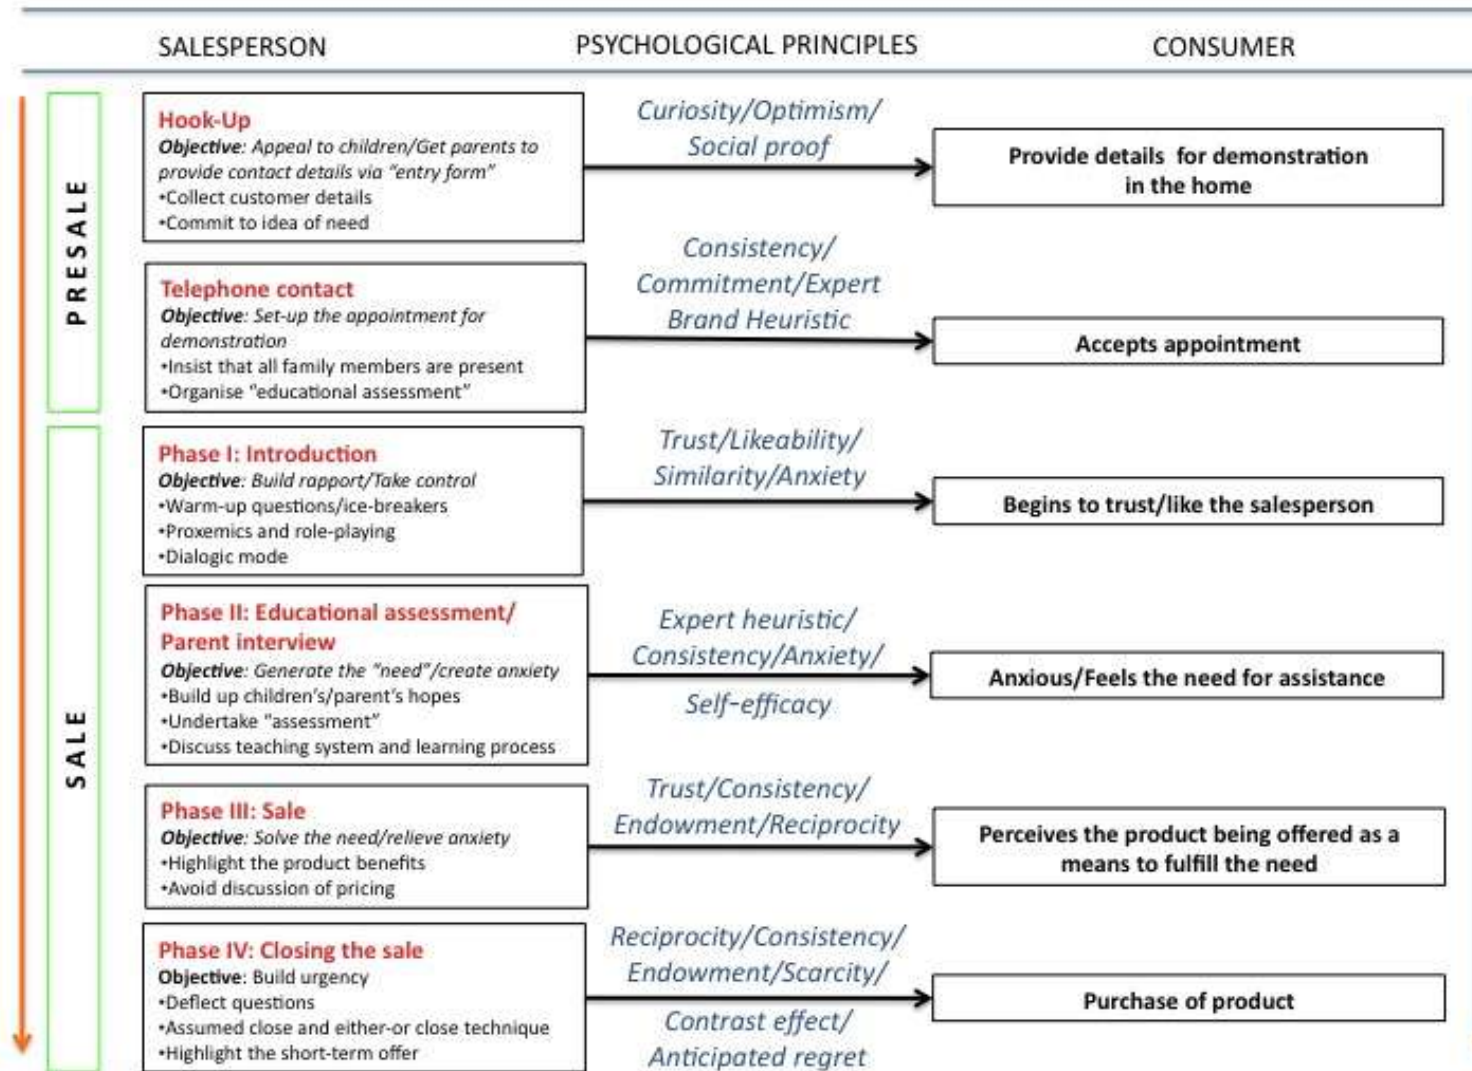 SALESPERSON
PSYCHOLOGICAL PRINCIPLES
CONSUMER
PRESALE
Hook-Up
Objective: Appeal to children/Get parents to
provide contact details via "entry form"
•Collect customer details
•Commit to idea of need
Curiosity/Optimism/
Social proof
Provide details for demonstration
in the home
Telephone contact
Objective: Set-up the appointment for
demonstration
•Insist that all family members are present
•Organise "educational assessment"
Consistency/
Commitment/Expert
Brand Heuristic
Accepts appointment
SALE
Phase I: Introduction
Objective: Build rapport/Take control
•Warm-up questions/ice-breakers
•Proxemics and role-playing
•Dialogic mode
Trust/Likeability/
Similarity/Anxiety
Begins to trust/like the salesperson
Phase II: Educational assessment/
Parent interview
Objective: Generate the "need"/create anxiety
•Build up children's/parent's hopes
•Undertake "assessment"
•Discuss teaching system and learning process
Expert heuristic/
Consistency/Anxiety/
Self-efficacy
Anxious/Feels the need for assistance
Phase III: Sale
Objective: Solve the need/relieve anxiety
•Highlight the product benefits
•Avoid discussion of pricing
Trust/Consistency/
Endowment/Reciprocity
Perceives the product being offered as a
means to fulfill the need
Phase IV: Closing the sale
Objective: Build urgency
•Deflect questions
•Assumed close and either-or close technique
•Highlight the short-term offer
Reciprocity/Consistency/
Endowment/Scarcity/
Contrast effect/
Anticipated regret
Purchase of product